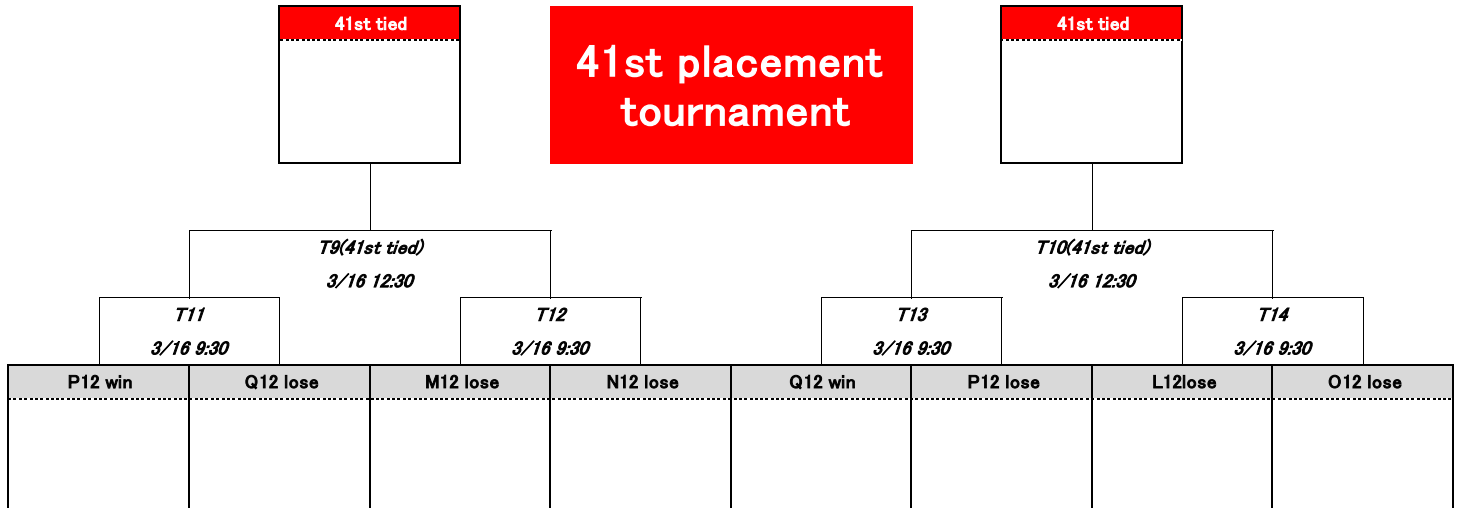 41st tied
41st placement
tournament
41st tied
T9(41st tied)
3/16 12:30
T10(41st tied)
3/16 12:30
T11
3/16 9:30
T12
3/16 9:30
T13
3/16 9:30
T14
3/16 9:30
P12 win
Q12 lose
M12 lose
N12 lose
Q12 win
P12 lose
L12lose
O12 lose